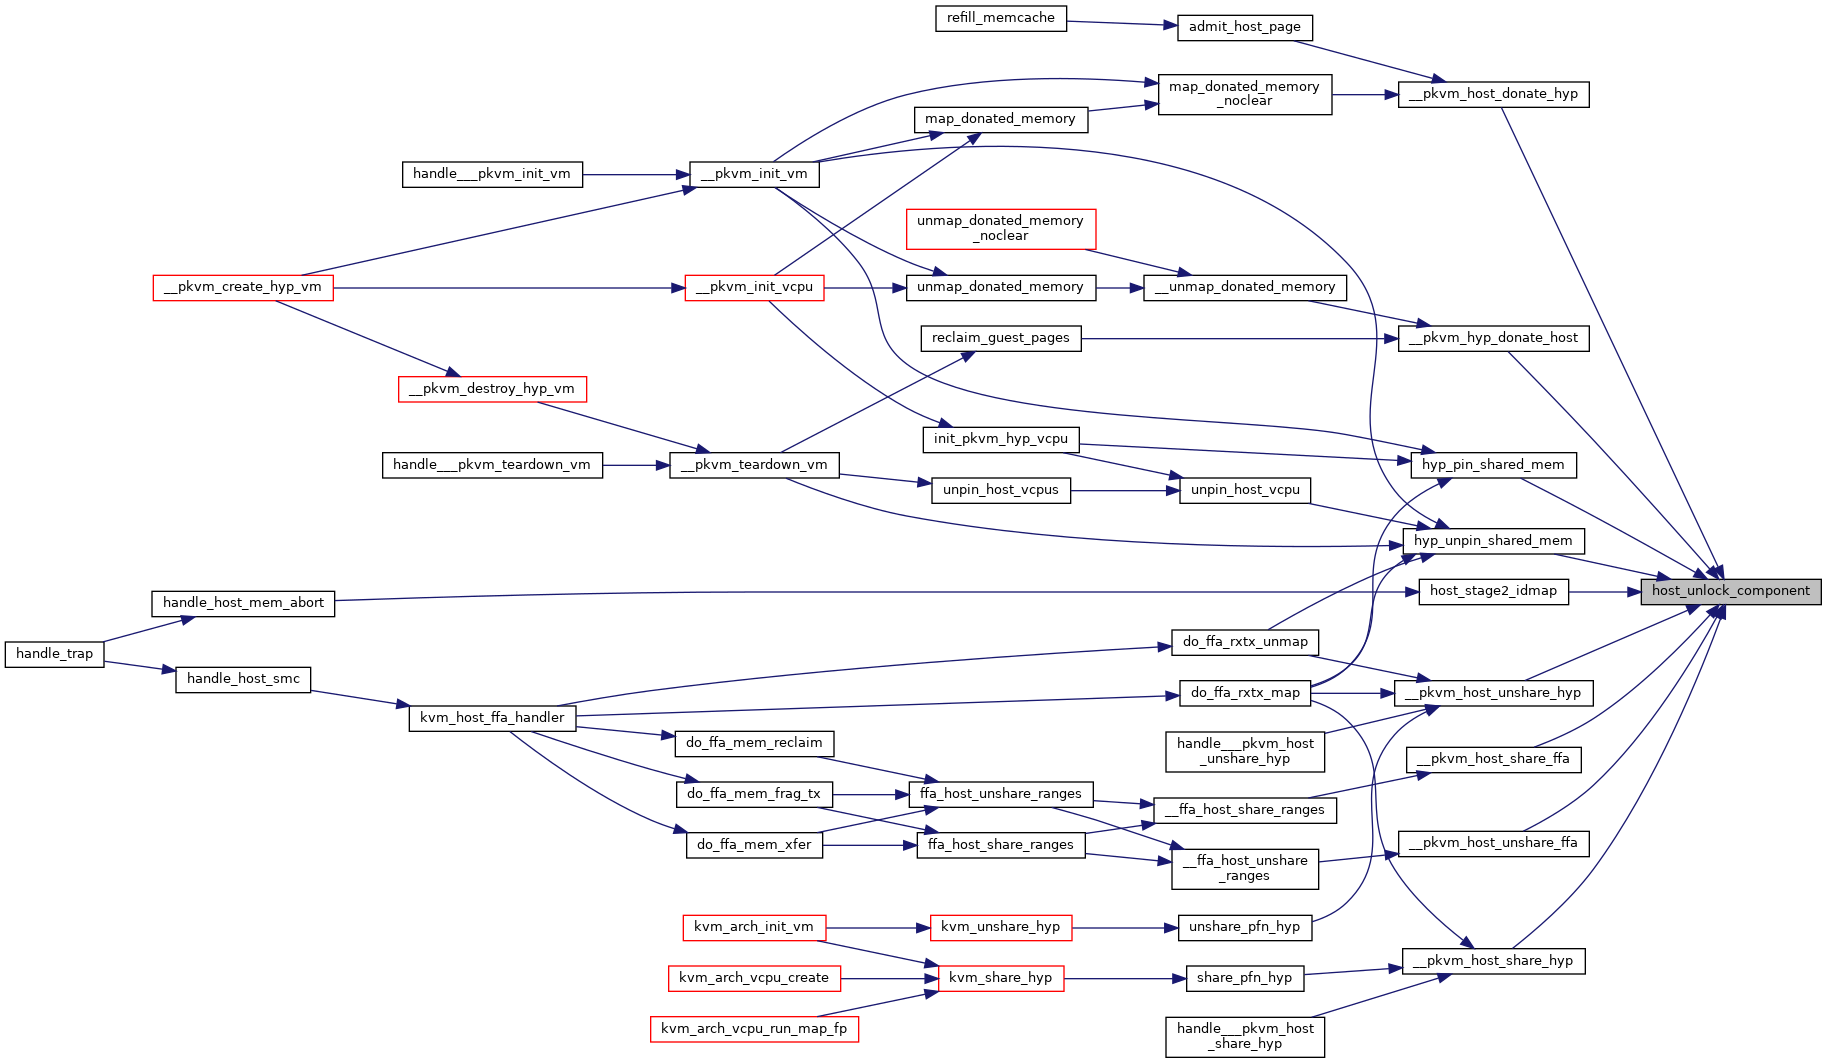 refill_memcache
admit_host_page
map_donated_memory
_noclear
__pkvm_host_donate_hyp
map_donated_memory
handle___pkvm_init_vm
__pkvm_init_vm
unmap_donated_memory
_noclear
__pkvm_create_hyp_vm
__pkvm_init_vcpu
unmap_donated_memory
__unmap_donated_memory
reclaim_guest_pages
__pkvm_hyp_donate_host
__pkvm_destroy_hyp_vm
init_pkvm_hyp_vcpu
handle___pkvm_teardown_vm
__pkvm_teardown_vm
hyp_pin_shared_mem
unpin_host_vcpus
unpin_host_vcpu
hyp_unpin_shared_mem
host_stage2_idmap
host_unlock_component
handle_host_mem_abort
do_ffa_rxtx_unmap
handle_trap
handle_host_smc
do_ffa_rxtx_map
__pkvm_host_unshare_hyp
kvm_host_ffa_handler
do_ffa_mem_reclaim
handle___pkvm_host
_unshare_hyp
__pkvm_host_share_ffa
do_ffa_mem_frag_tx
ffa_host_unshare_ranges
__ffa_host_share_ranges
do_ffa_mem_xfer
ffa_host_share_ranges
__pkvm_host_unshare_ffa
__ffa_host_unshare
_ranges
kvm_arch_init_vm
kvm_unshare_hyp
unshare_pfn_hyp
__pkvm_host_share_hyp
kvm_arch_vcpu_create
kvm_share_hyp
share_pfn_hyp
kvm_arch_vcpu_run_map_fp
handle___pkvm_host
_share_hyp